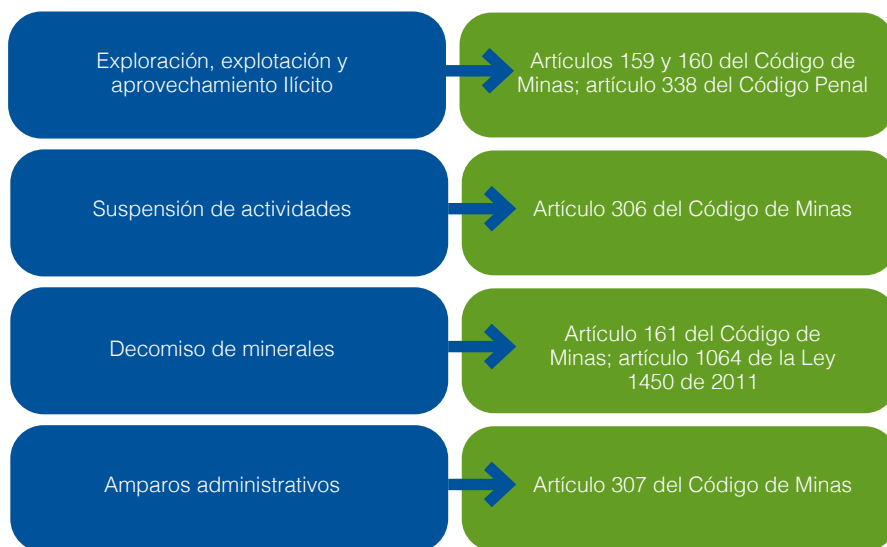 Exploración, explotación y
aprovechamiento Ilícito
Artículos 159 y 160 del Código de
Minas; artículo 338 del Código Penal
Suspensión de actividades
Artículo 306 del Código de Minas
Decomiso de minerales
Artículo 161 del Código de
Minas; artículo 1064 de la Ley
1450 de 2011
Amparos administrativos
Artículo 307 del Código de Minas